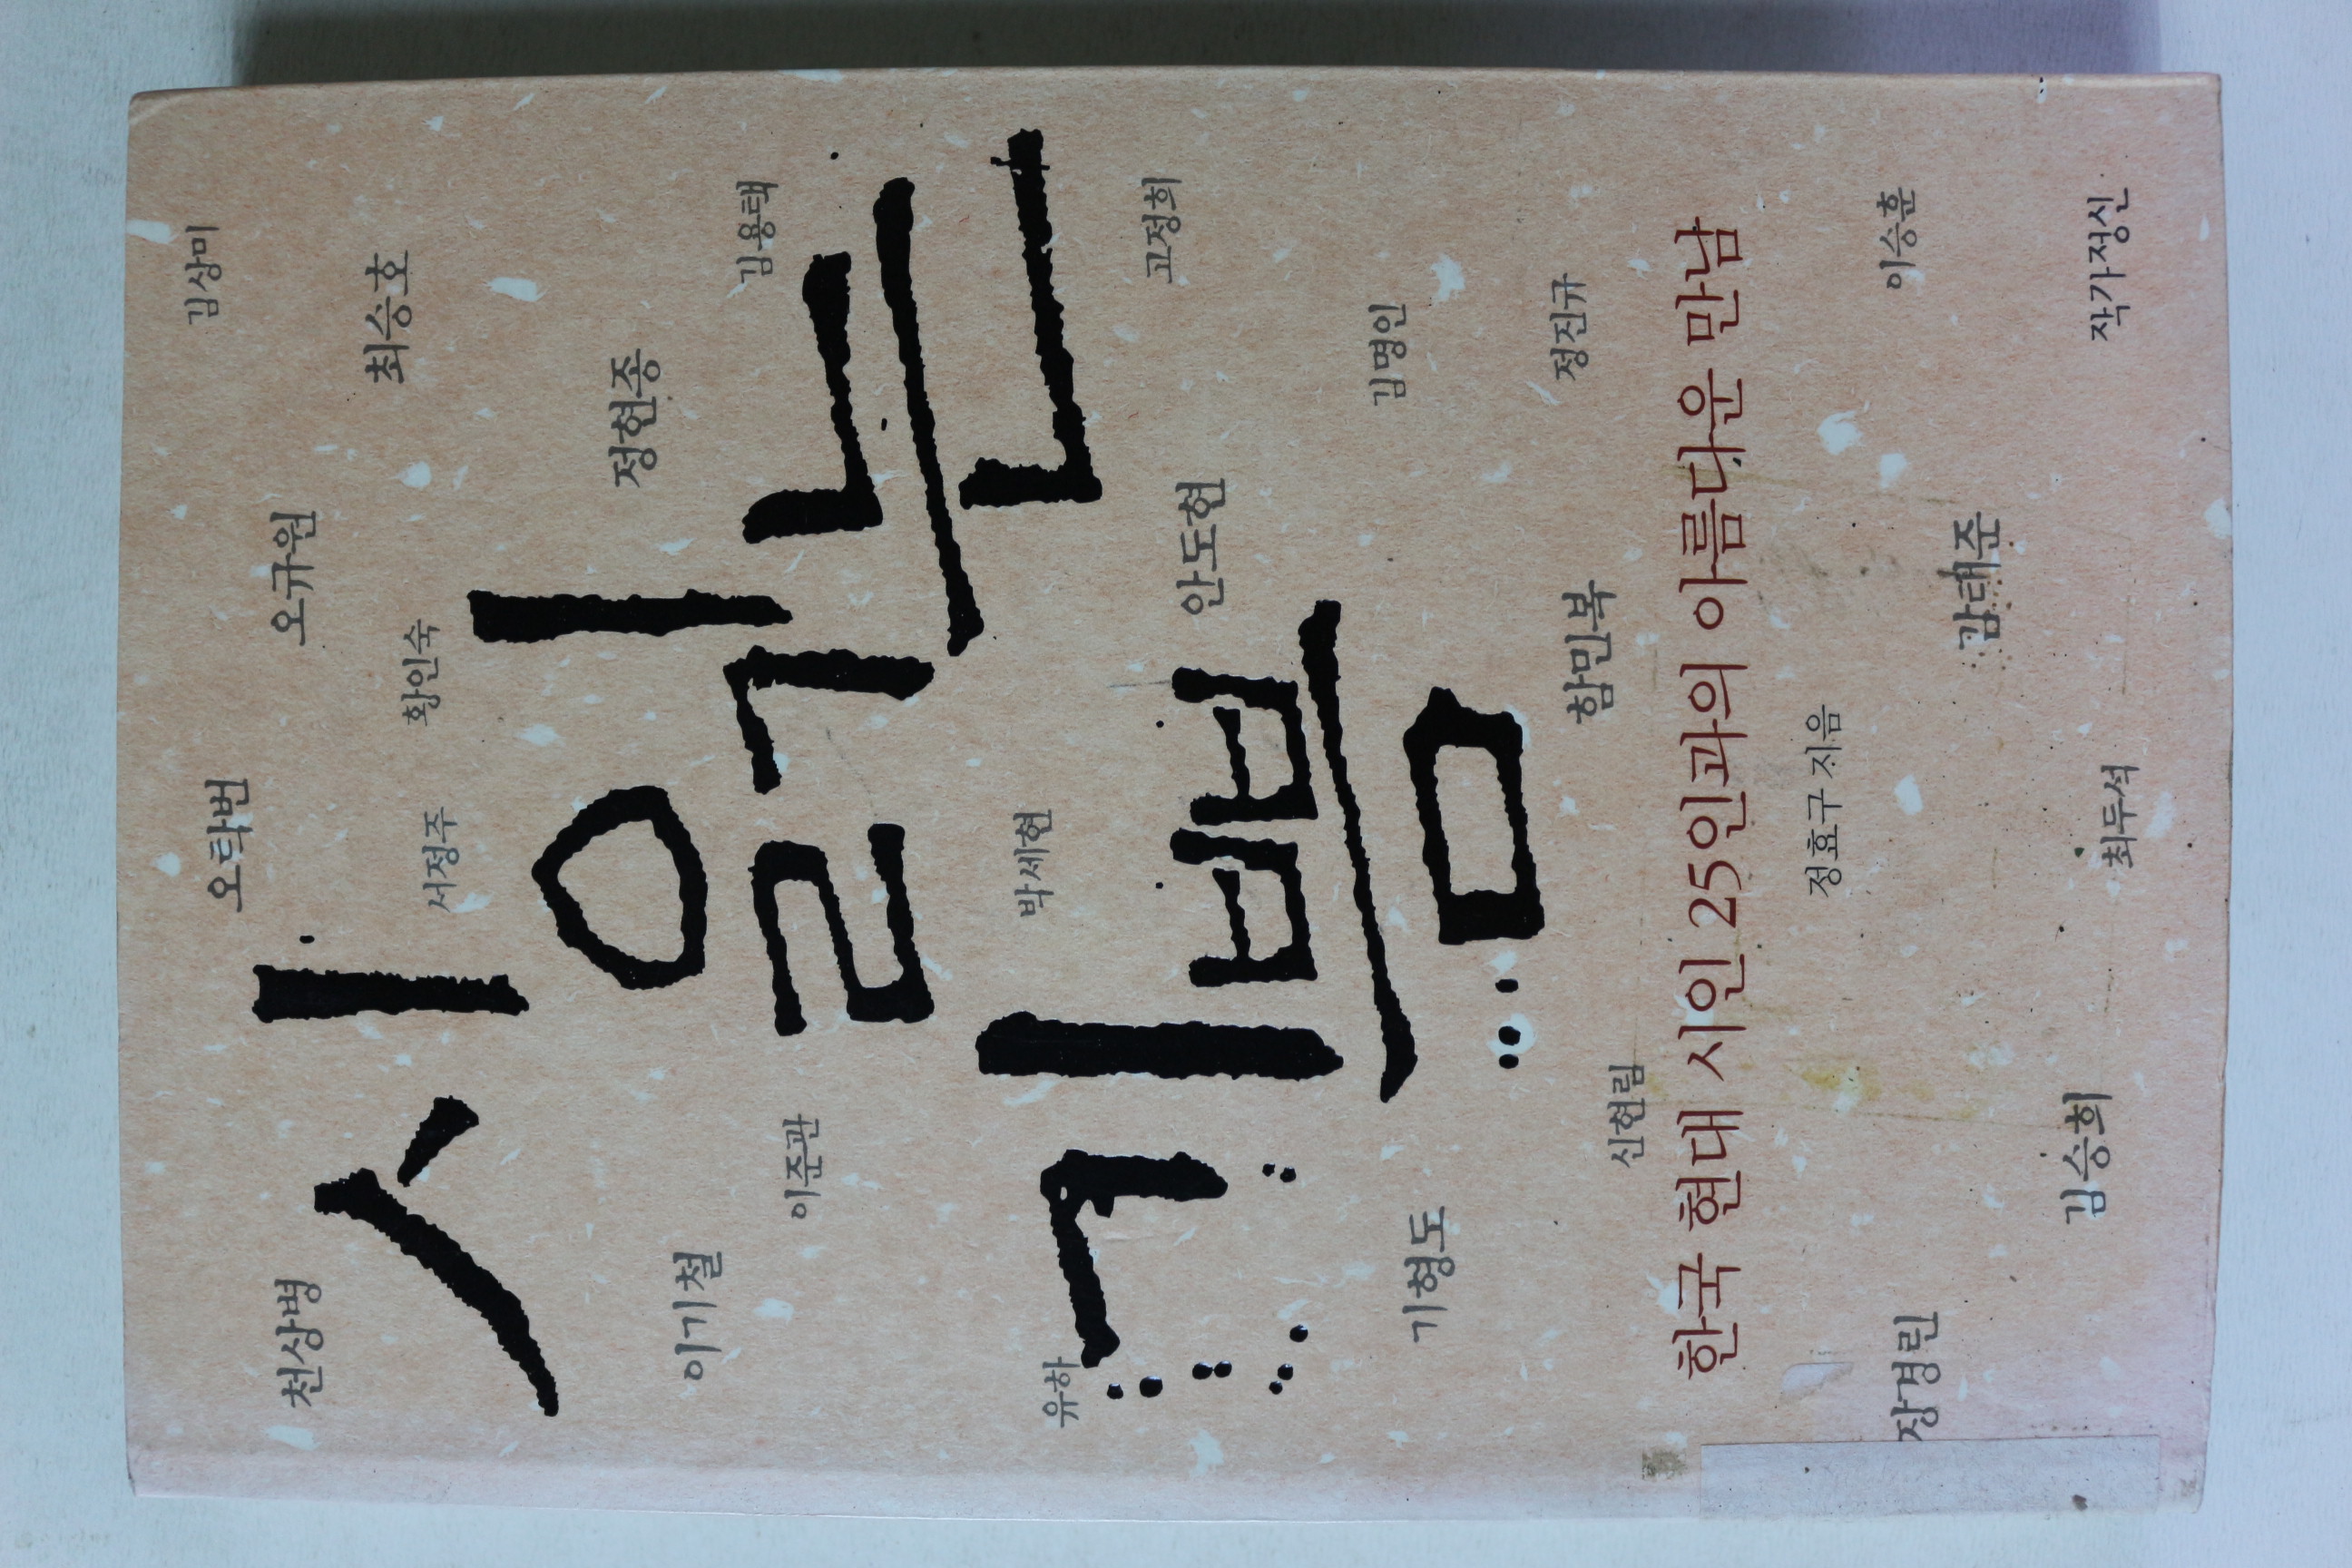 김상미
오탁번
오규원
천상병
최승호
황인숙
서정주
시 읽는
정현종
이기철
김용택
이준관
기쁨
박세현
유하
고정희
안도현
김명인
기형도
정진규
함민복
신현림
한국 현대 시인 25인과의 아름다운 만남
정효구 지음
이승훈
장경린
감태준
김승희
최두석
작가정신